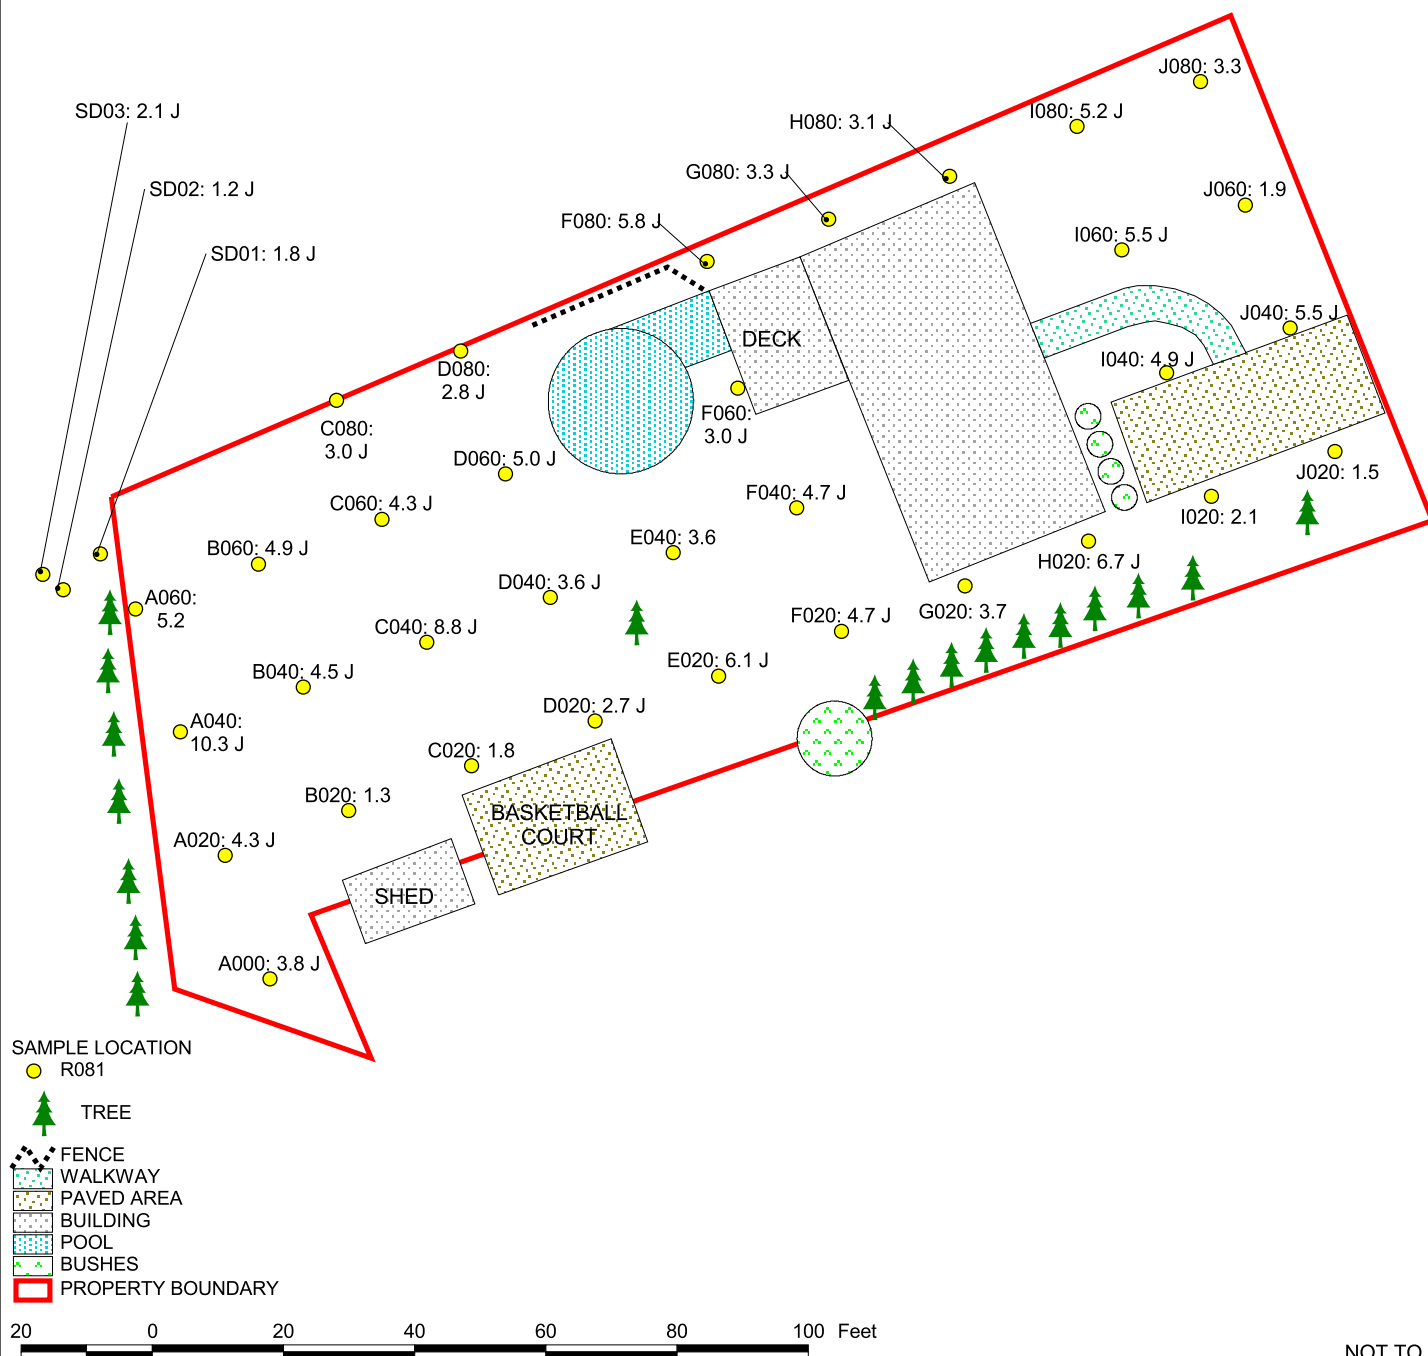 J080: 3.3
SD03: 2.1 J
I080: 5.2 J
H080: 3.1 J
G080: 3.3 J
SD02: 1.2 J
J060: 1.9
F080: 5.8 J
I060: 5.5 J
SD01: 1.8 J
J040: 5.5 J
DECK
I040: 4.9 J
D080:
2.8 J
F060:
3.0 J
C080:
3.0 J
D060: 5.0 J
J020: 1.5
F040: 4.7 J
C060: 4.3 J
I020: 2.1
E040: 3.6
B060: 4.9 J
H020: 6.7 J
D040: 3.6 J
A060:
5.2
G020: 3.7
F020: 4.7 J
C040: 8.8 J
E020: 6.1 J
B040: 4.5 J
D020: 2.7 J
A040:
10.3 J
C020: 1.8
B020: 1.3
BASKETBALL
COURT
A020: 4.3 J
SHED
A000: 3.8 J
SAMPLE LOCATION
R081
TREE
FENCE
WALKWAY
PAVED AREA
BUILDING
POOL
BUSHES
PROPERTY BOUNDARY
20 0 20 40 60 80 100 Feet
NOT TO